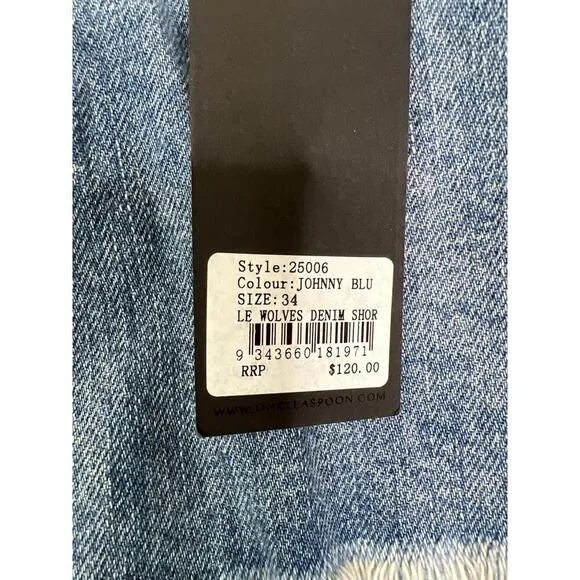 Style:25006
Colour:JOHNNY BLU
SIZE:34
LE WOLVES DENIM SHOR
9 343660 181971
RRP $120.00
WWW.ONETEASPOON.COM